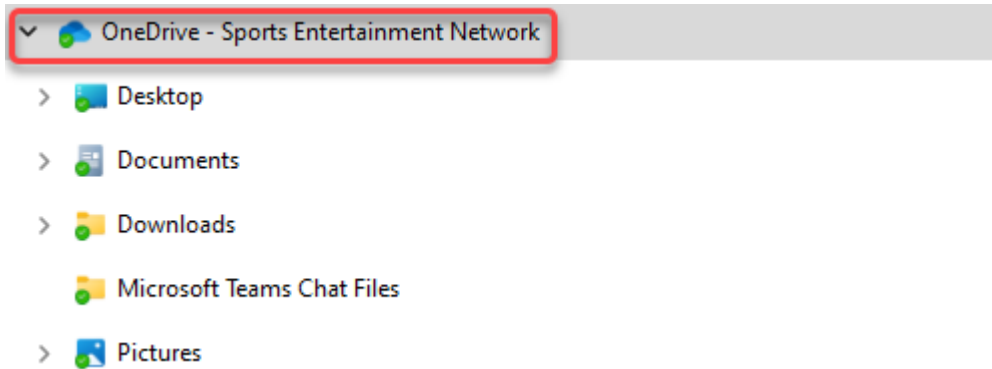 OneDrive - Sports Entertainment Network
Desktop
Documents
Downloads
Microsoft Teams Chat Files
Pictures